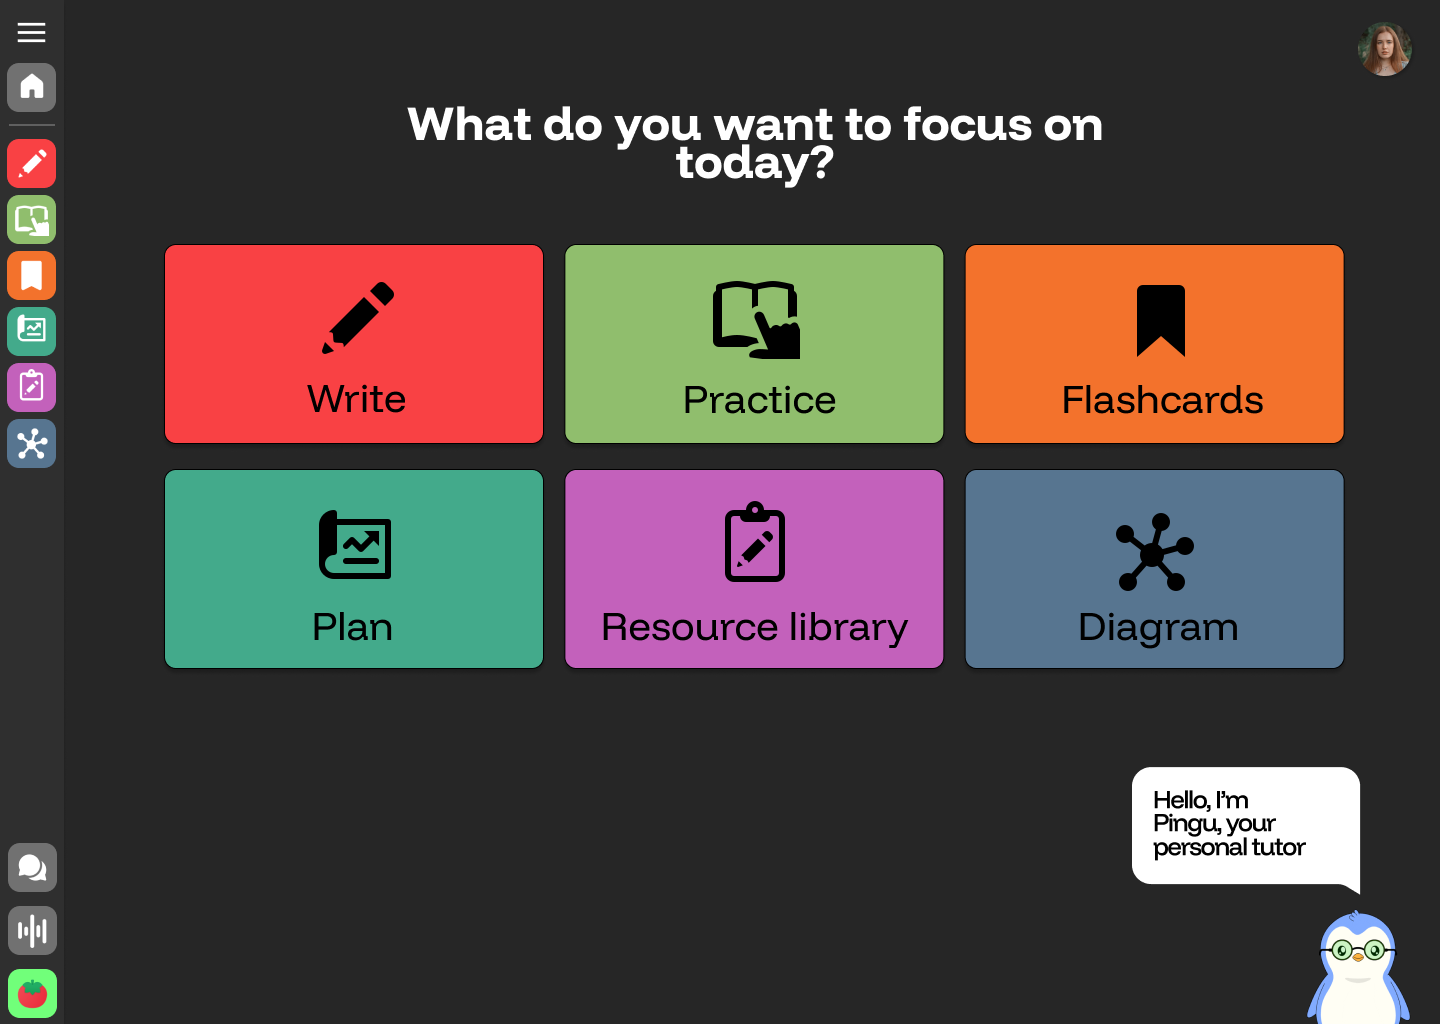 What do you want to focus on
today?
Write
Practice
Flashcards
Plan
Resource library
Diagram
Hello, I'm
Pingu, your
personal tutor